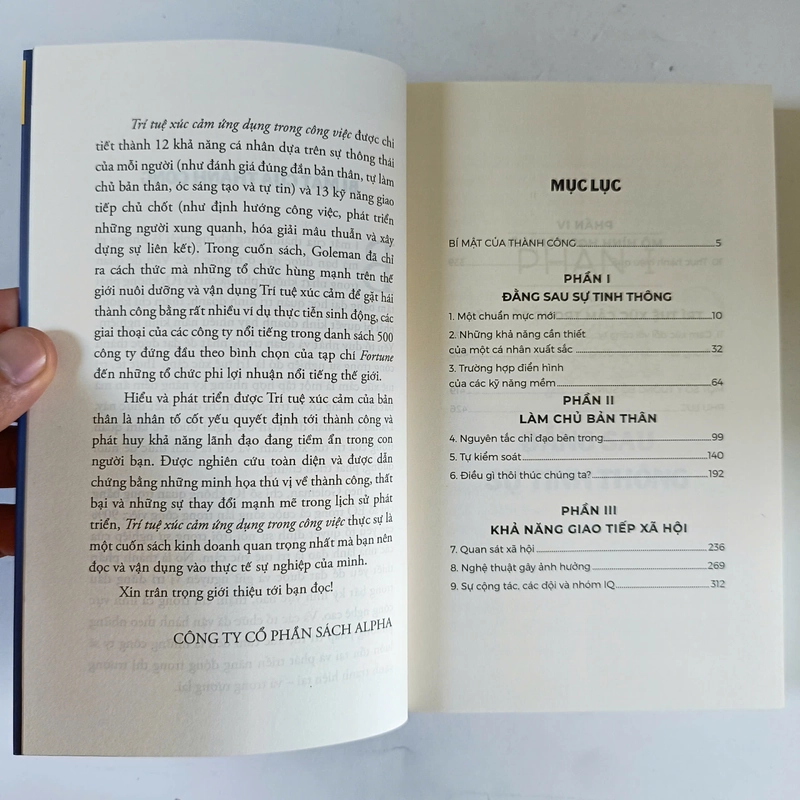 Trí tuệ xúc cảm ứng dụng trong công việc được chi
tiết thành 12 khả năng cá nhân dựa trên sự thông thái
của mỗi người (như đánh giá đúng đắn bản thân, tự làm
chủ bản thân, óc sáng tạo và tự tin) và 13 kỹ năng giao
tiếp chủ chốt (như định hướng công việc, phát triển
những người xung quanh, hóa giải mâu thuẫn và xây
dựng sự liên kết). Trong cuốn sách, Goleman đã chỉ
ra cách thức mà những tổ chức hùng mạnh trên thế
giới nuôi dưỡng và vận dụng Trí tuệ xúc cảm để gặt hái
thành công bằng rất nhiều ví dụ thực tiễn sinh động, các
giai thoại của các công ty nổi tiếng trong danh sách 500
công ty đứng đầu theo bình chọn của tạp chí Fortune
đến những tổ chức phi lợi nhuận nổi tiếng thế giới.
Hiểu và phát triển được Trí tuệ xúc cảm của bản
thân là nhân tố cốt yếu quyết định tới thành công và
phát huy khả năng lãnh đạo đang tiềm ẩn trong con
người bạn. Được nghiên cứu toàn diện và được dẫn
chứng bằng những minh họa thú vị về thành công, thất
bại và những sự thay đổi mạnh mẽ trong lịch sử phát
triển, Trí tuệ xúc cảm ứng dụng trong công việc thực sự là
một cuốn sách kinh doanh quan trọng nhất mà bạn nên
đọc và vận dụng vào thực tế sự nghiệp của mình.
Xin trân trọng giới thiệu tới bạn đọc!
CÔNG TY CỔ PHẦN SÁCH ALPHA
MỤC LỤC
BÍ MẬT CỦA THÀNH CÔNG 5
PHẦN I
ĐẰNG SAU SỰ TINH THÔNG
1. Một chuẩn mực mới 10
2. Những khả năng cần thiết
của một cá nhân xuất sắc 32
3. Trường hợp điển hình
của các kỹ năng mềm 64
PHẦN II
LÀM CHỦ BẢN THÂN
4. Nguyên tắc chỉ đạo bên trong 99
5. Tự kiểm soát 140
6. Điều gì thôi thúc chúng ta? 192
PHẦN III
KHẢ NĂNG GIAO TIẾP XÃ HỘI
7. Quan sát xã hội 236
8. Nghệ thuật gây ảnh hưởng 269
9. Sự cộng tác, các đội và nhóm IQ 312